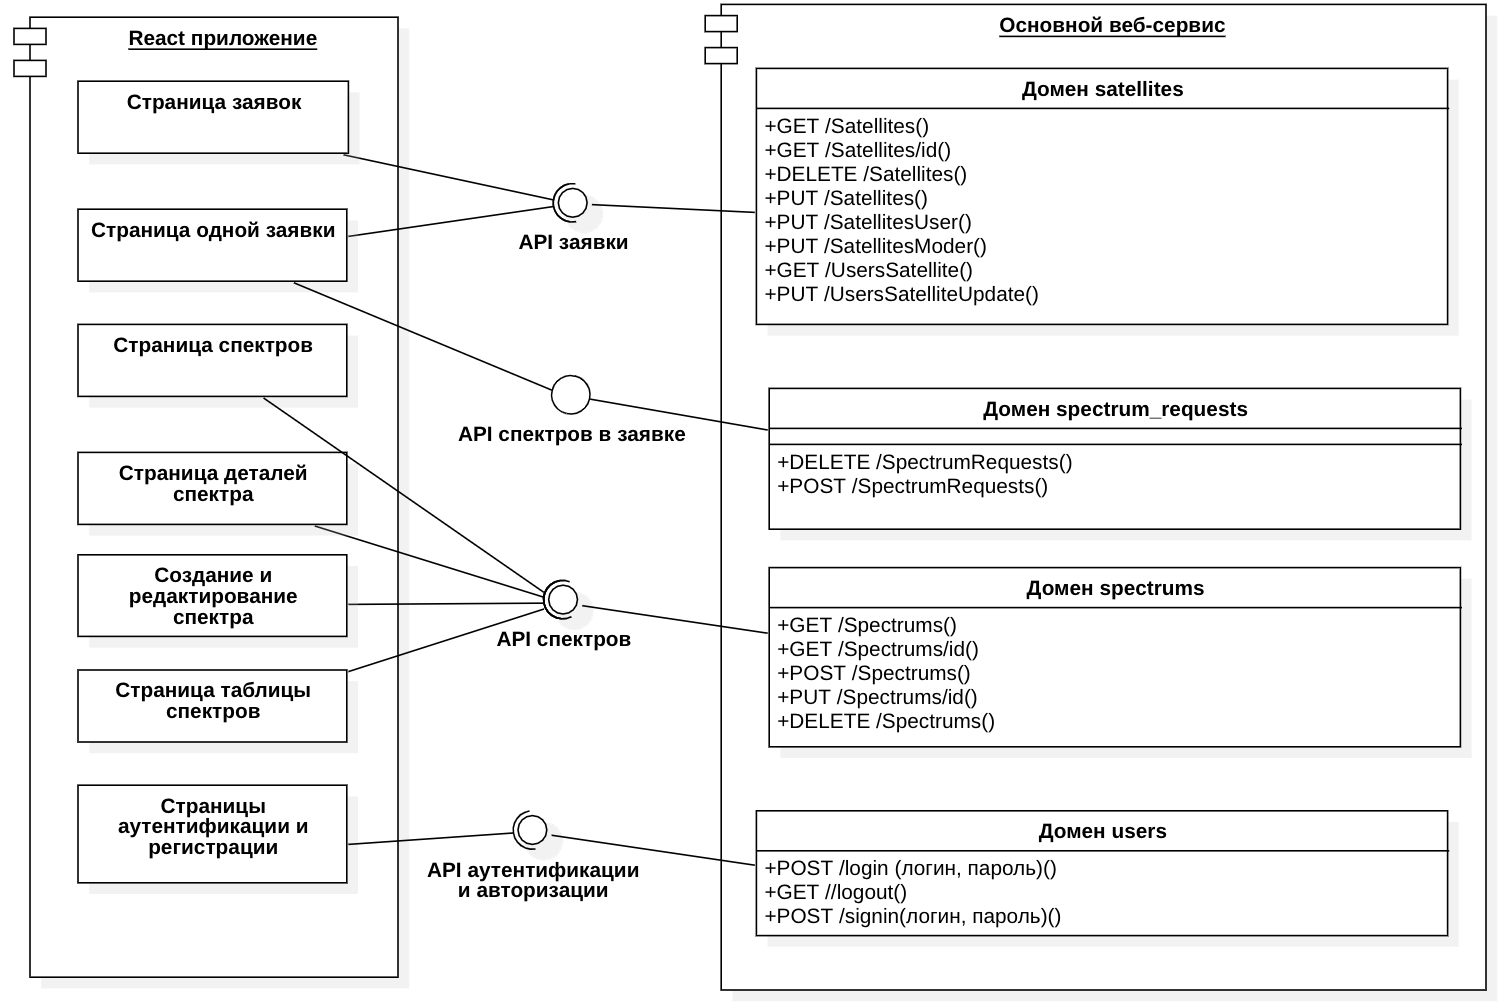 React приложение
Страница заявок
Страница одной заявки
Страница спектров
Страница деталей
спектра
Создание и
редактирование
спектра
Страница таблицы
спектров
Страницы
аутентификации и
регистрации
API заявки
API спектров в заявке
API спектров
API аутентификации
и авторизации
Основной веб-сервис
Домен satellites
+GET /Satellites()
+GET /Satellites/id()
+DELETE /Satellites()
+PUT /Satellites()
+PUT /SatellitesUser()
+PUT /SatellitesModer()
+GET /UsersSatellite()
+PUT /UsersSatelliteUpdate()
Домен spectrum_requests
+DELETE /SpectrumRequests()
+POST /SpectrumRequests()
Домен spectrums
+GET /Spectrums()
+GET /Spectrums/id()
+POST /Spectrums()
+PUT /Spectrums/id()
+DELETE /Spectrums()
Домен users
+POST /login (логин, пароль)()
+GET //logout()
+POST /signin(логин, пароль)()